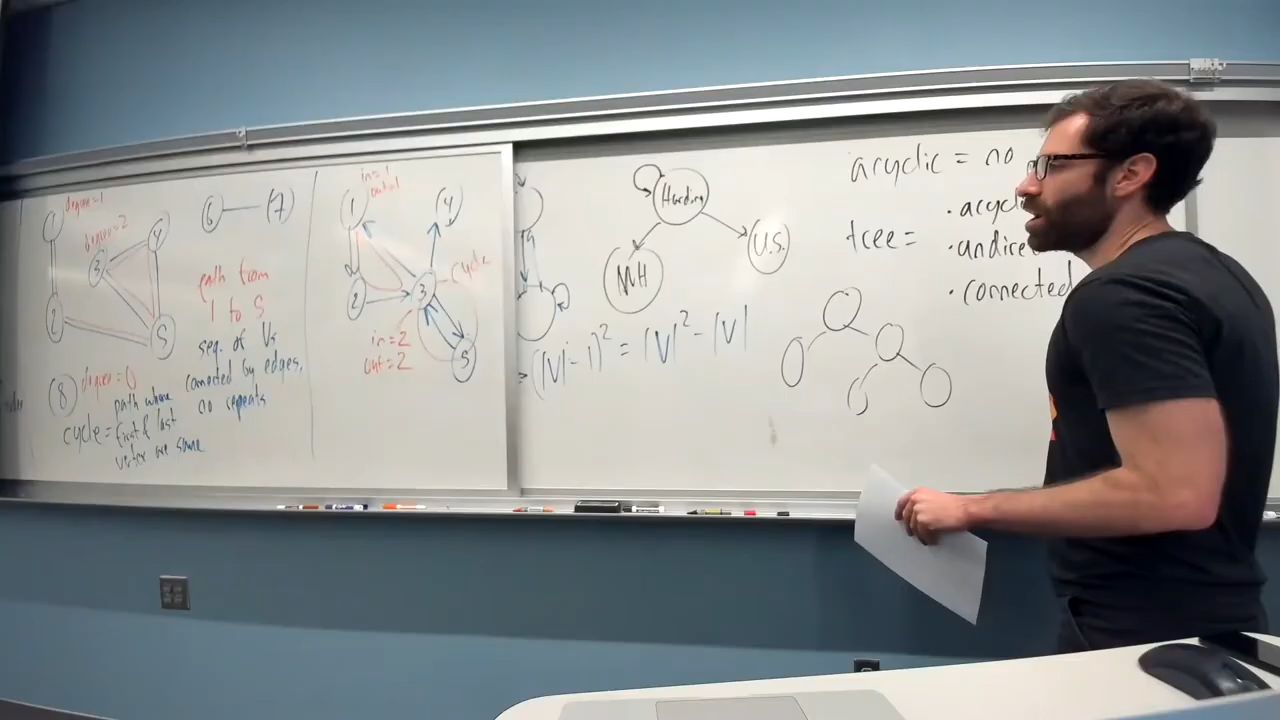 degree=1
1
degree=2
3
4
2
5
6
(7)
path from
1 to 5
seq. of Vs
connected by edges,
no repeats
8
degree=0
cycle= path where
first & last
vertex are same
in=1
out=1
1
4
2
3
cycle
in=2
out=2
5
Harding
MH
U.S.
(|V|-1)² = |V|² - |V|
acyclic = no
tree=
· acycl
· undire
· connected